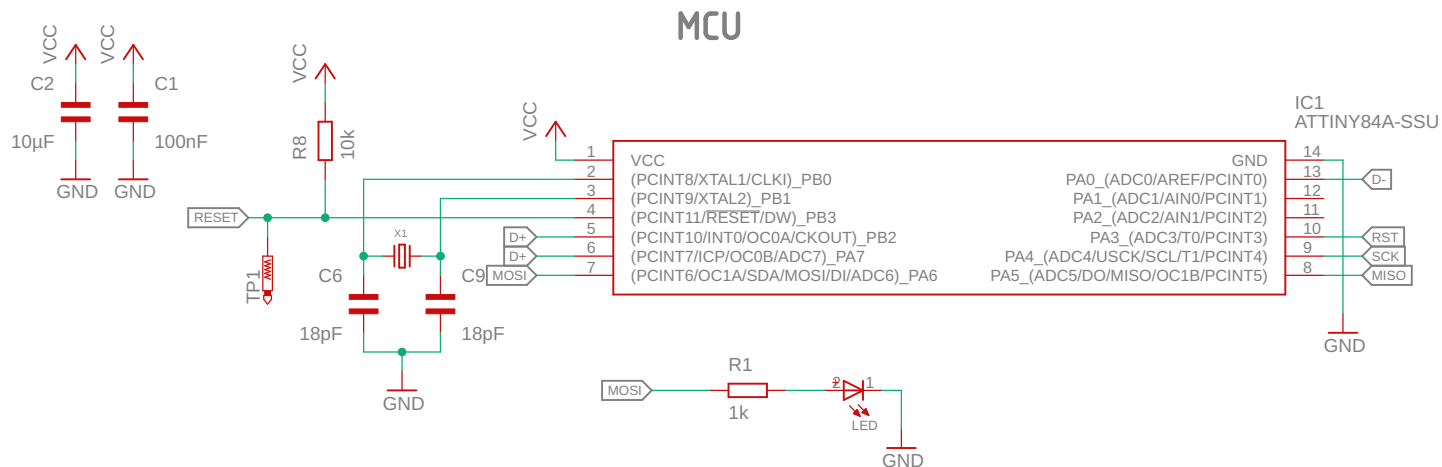 MCU
VCC
VCC
C2
C1
10µF
100nF
GND
GND
VCC
R8
10k
RESET
TP1
X1
C6
C9
18pF
18pF
GND
VCC
D+
D+
MOSI
1
2
3
4
5
6
7
VCC
(PCINT8/XTAL1/CLKI)_PB0
(PCINT9/XTAL2)_PB1
(PCINT11/RESET/DW)_PB3
(PCINT10/INT0/OC0A/CKOUT)_PB2
(PCINT7/ICP/OC0B/ADC7)_PA7
(PCINT6/OC1A/SDA/MOSI/DI/ADC6)_PA6
IC1
ATTINY84A-SSU
GND
PA0_(ADC0/AREF/PCINT0)
PA1_(ADC1/AIN0/PCINT1)
PA2_(ADC2/AIN1/PCINT2)
PA3_(ADC3/T0/PCINT3)
PA4_(ADC4/USCK/SCL/T1/PCINT4)
PA5_(ADC5/DO/MISO/OC1B/PCINT5)
14
13
12
11
10
9
8
D-
RST
SCK
MISO
GND
MOSI
R1
1k
2
1
LED
GND